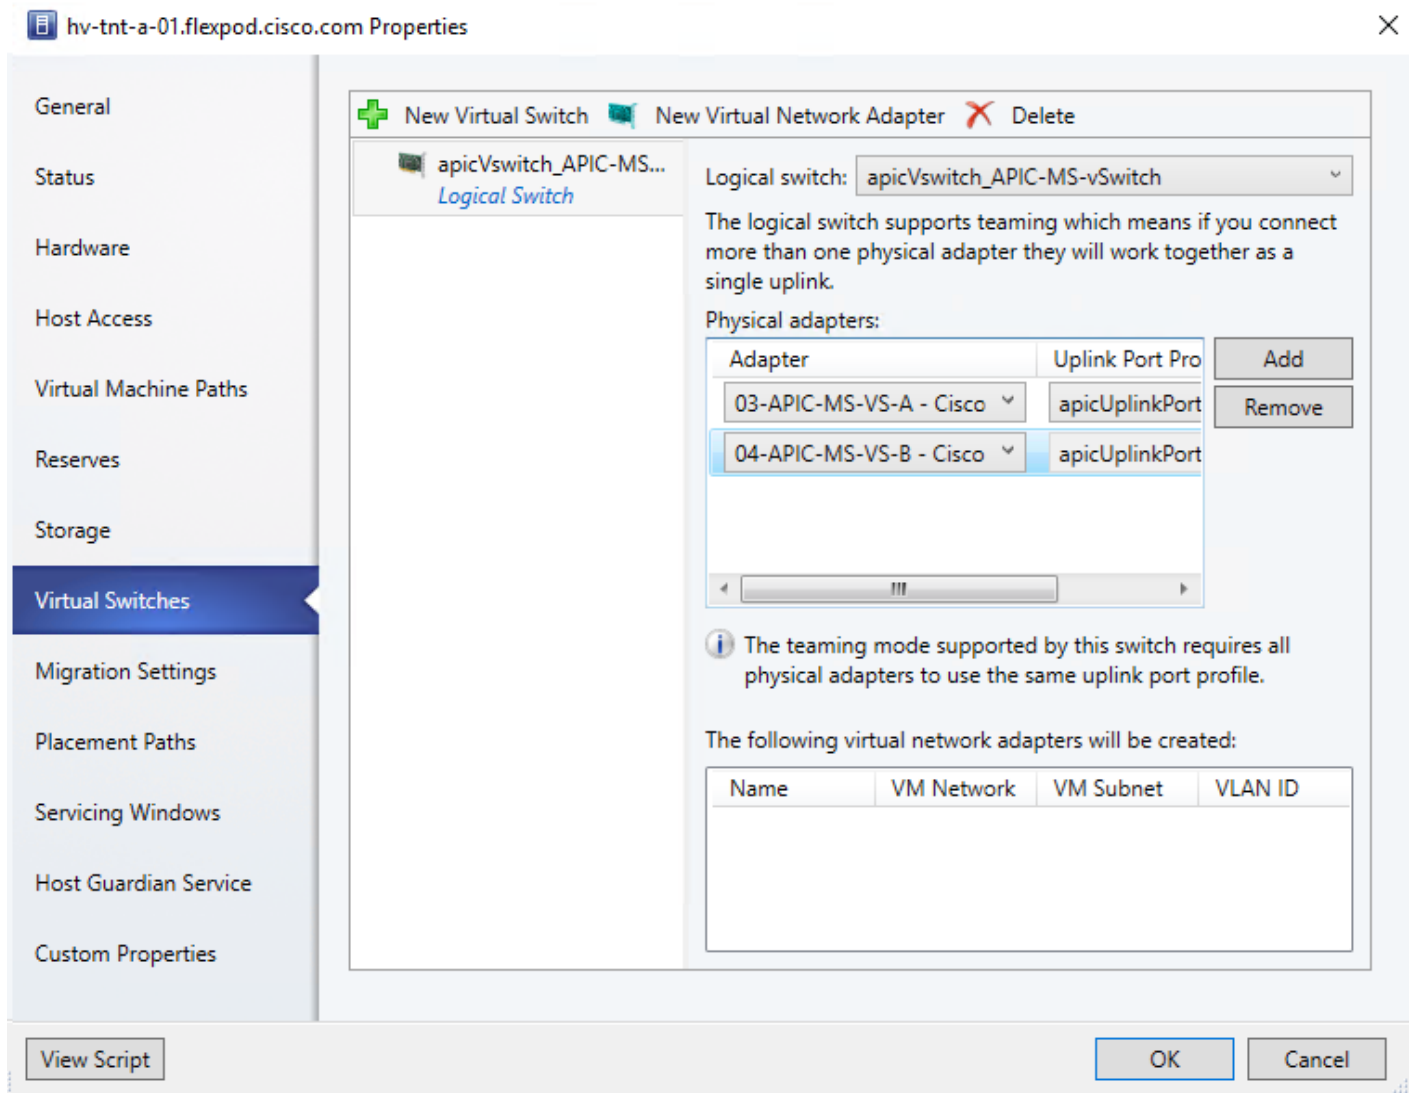 hv-tnt-a-01.flexpod.cisco.com Properties
General
Status
Hardware
Host Access
Virtual Machine Paths
Reserves
Storage
Virtual Switches
Migration Settings
Placement Paths
Servicing Windows
Host Guardian Service
Custom Properties
New Virtual Switch New Virtual Network Adapter Delete
apicVswitch_APIC-MS...
Logical Switch
Logical switch: apicVswitch_APIC-MS-vSwitch
The logical switch supports teaming which means if you connect
more than one physical adapter they will work together as a
single uplink.
Physical adapters:
Adapter Uplink Port Pro
03-APIC-MS-VS-A - Cisco apicUplinkPort
04-APIC-MS-VS-B - Cisco apicUplinkPort
Add
Remove
The teaming mode supported by this switch requires all
physical adapters to use the same uplink port profile.
The following virtual network adapters will be created:
Name VM Network VM Subnet VLAN ID
View Script OK Cancel